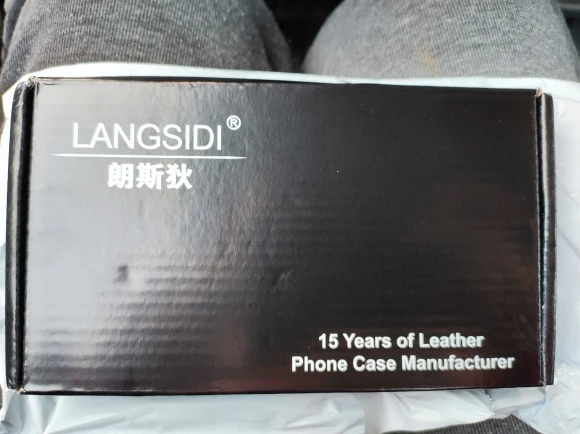 LANGSIDI®
朗斯狄
15 Years of Leather
Phone Case Manufacturer